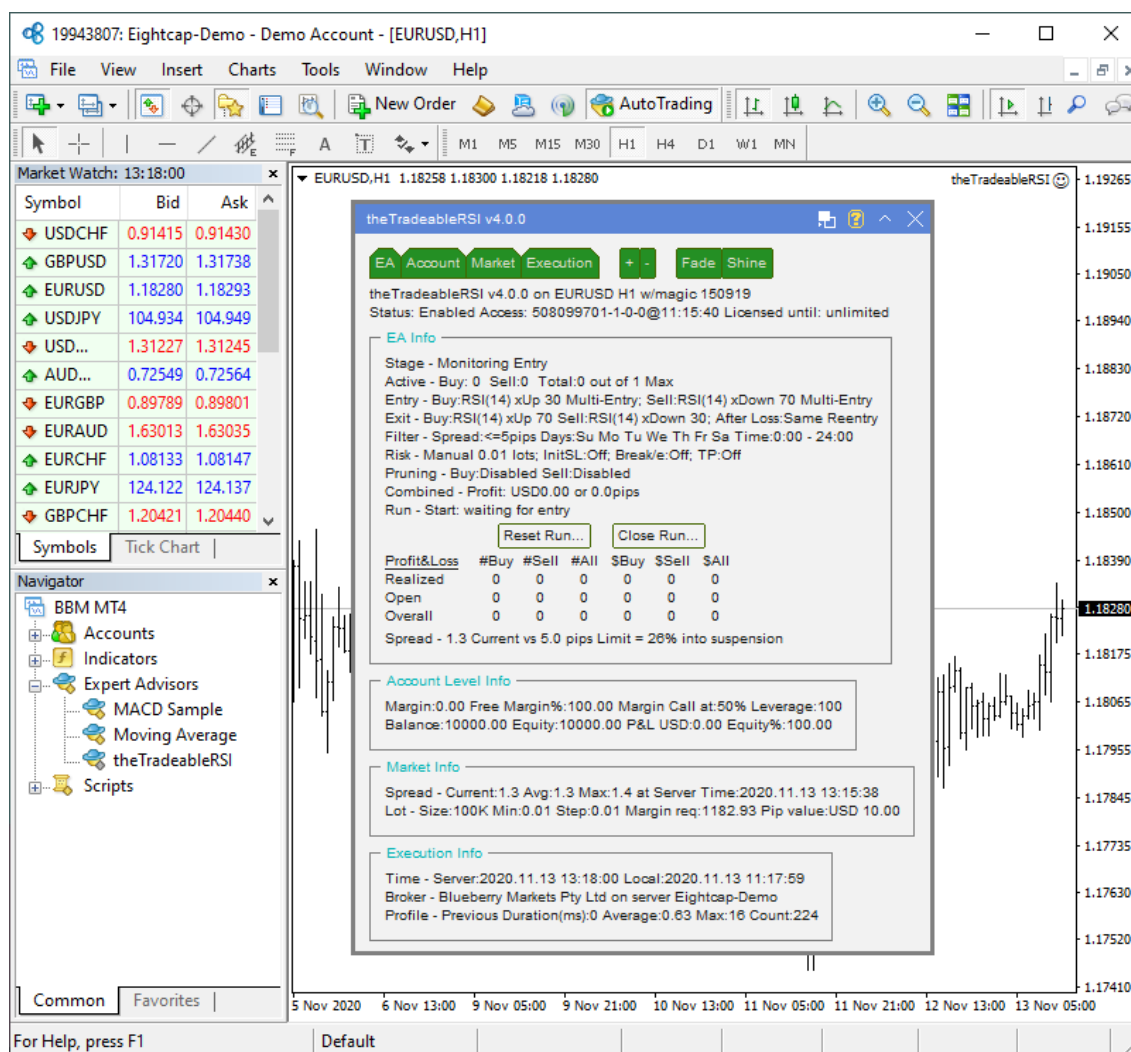 19943807: Eightcap-Demo - Demo Account - [EURUSD,H1]
File View Insert Charts Tools Window Help
New Order AutoTrading
E F A T M1 M5 M15 M30 H1 H4 D1 W1 MN
Market Watch: 13:18:00
Symbol Bid Ask
USDCHF 0.91415 0.91430
GBPUSD 1.31720 1.31738
EURUSD 1.18280 1.18293
USDJPY 104.934 104.949
USD... 1.31227 1.31245
AUD... 0.72549 0.72564
EURGBP 0.89789 0.89801
EURAUD 1.63013 1.63035
EURCHF 1.08133 1.08147
EURJPY 124.122 124.137
GBPCHF 1.20421 1.20440
Symbols Tick Chart
Navigator
BBM MT4
Accounts
Indicators
Expert Advisors
MACD Sample
Moving Average
theTradeableRSI
Scripts
Common Favorites
EURUSD,H1 1.18258 1.18300 1.18218 1.18280
theTradeableRSI
theTradeableRSI v4.0.0
EA Account Market Execution + - Fade Shine
theTradeableRSI v4.0.0 on EURUSD H1 w/magic 150919
Status: Enabled Access: 508099701-1-0-0@11:15:40 Licensed until: unlimited
EA Info
Stage - Monitoring Entry
Active - Buy: 0 Sell:0 Total:0 out of 1 Max
Entry - Buy:RSI(14) xUp 30 Multi-Entry; Sell:RSI(14) xDown 70 Multi-Entry
Exit - Buy:RSI(14) xUp 70 Sell:RSI(14) xDown 30; After Loss:Same Reentry
Filter - Spread:<=5pips Days:Su Mo Tu We Th Fr Sa Time:0:00 - 24:00
Risk - Manual 0.01 lots; InitSL:Off; Break/e:Off; TP:Off
Pruning - Buy:Disabled Sell:Disabled
Combined - Profit: USD0.00 or 0.0pips
Run - Start: waiting for entry
Reset Run... Close Run...
Profit&Loss #Buy #Sell #All $Buy $Sell $All
Realized 0 0 0 0 0 0
Open 0 0 0 0 0 0
Overall 0 0 0 0 0 0
Spread - 1.3 Current vs 5.0 pips Limit = 26% into suspension
Account Level Info
Margin:0.00 Free Margin%:100.00 Margin Call at:50% Leverage:100
Balance:10000.00 Equity:10000.00 P&L USD:0.00 Equity%:100.00
Market Info
Spread - Current:1.3 Avg:1.3 Max:1.4 at Server Time:2020.11.13 13:15:38
Lot - Size:100K Min:0.01 Step:0.01 Margin req:1182.93 Pip value:USD 10.00
Execution Info
Time - Server:2020.11.13 13:18:00 Local:2020.11.13 11:17:59
Broker - Blueberry Markets Pty Ltd on server Eightcap-Demo
Profile - Previous Duration(ms):0 Average:0.63 Max:16 Count:224
1.19265
1.19155
1.19050
1.18940
1.18830
1.18720
1.18610
1.18500
1.18390
1.18280
1.18175
1.18065
1.17955
1.17845
1.17735
1.17630
1.17520
1.17410
5 Nov 2020 6 Nov 13:00 9 Nov 05:00 9 Nov 21:00 10 Nov 13:00 11 Nov 05:00 11 Nov 21:00 12 Nov 13:00 13 Nov 05:00
For Help, press F1 Default